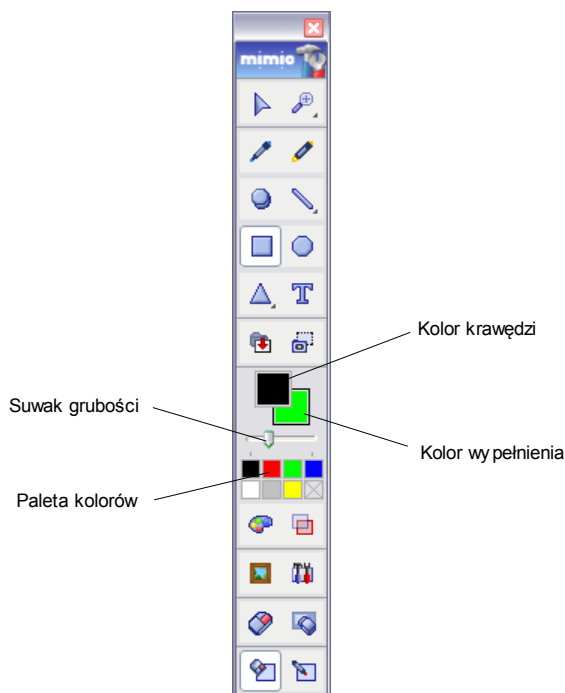 mimio
Kolor krawędzi
Suwak grubości
Kolor wypełnienia
Paleta kolorów